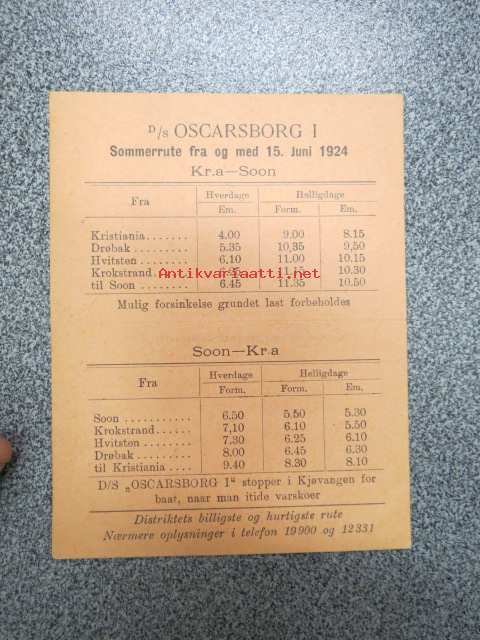 D/s OSCARSBORG I
Sommerrute fra og med 15. Juni 1924
Kr.a—Soon
Fra Hverdage Helligdage
Em. Form. Em.
Kristiania....... 4.00 9.00 8.15
Drøbak ......... 5.35 10,35 9,50
Hvitsten ........ 6.10 11.00 10.15
Krokstrand 11.15 10.30
til Soon ........ 6.45 11.35 10.50
Antikvariaatti.net
Mulig forsinkelse grundet last forbeholdes
Soon—Kr.a
Fra Hverdage Helligdage
Form. Form. Em.
Soon ........... 6.50 5.50 5.30
Krokstrand...... 7,10 6.10 5.50
Hvitsten ........ 7,30 6.25 6.10
Drøbak ......... 8.00 6.45 6.30
til Kristiania .... 9.40 8.30 8.10
D/S „OSCARSBORG I“ stopper i Kjøvangen for
baat, naar man itide varskoer
Distriktets billigste og hurtigste rute
Nærmere oplysninger i telefon 19900 og 12331